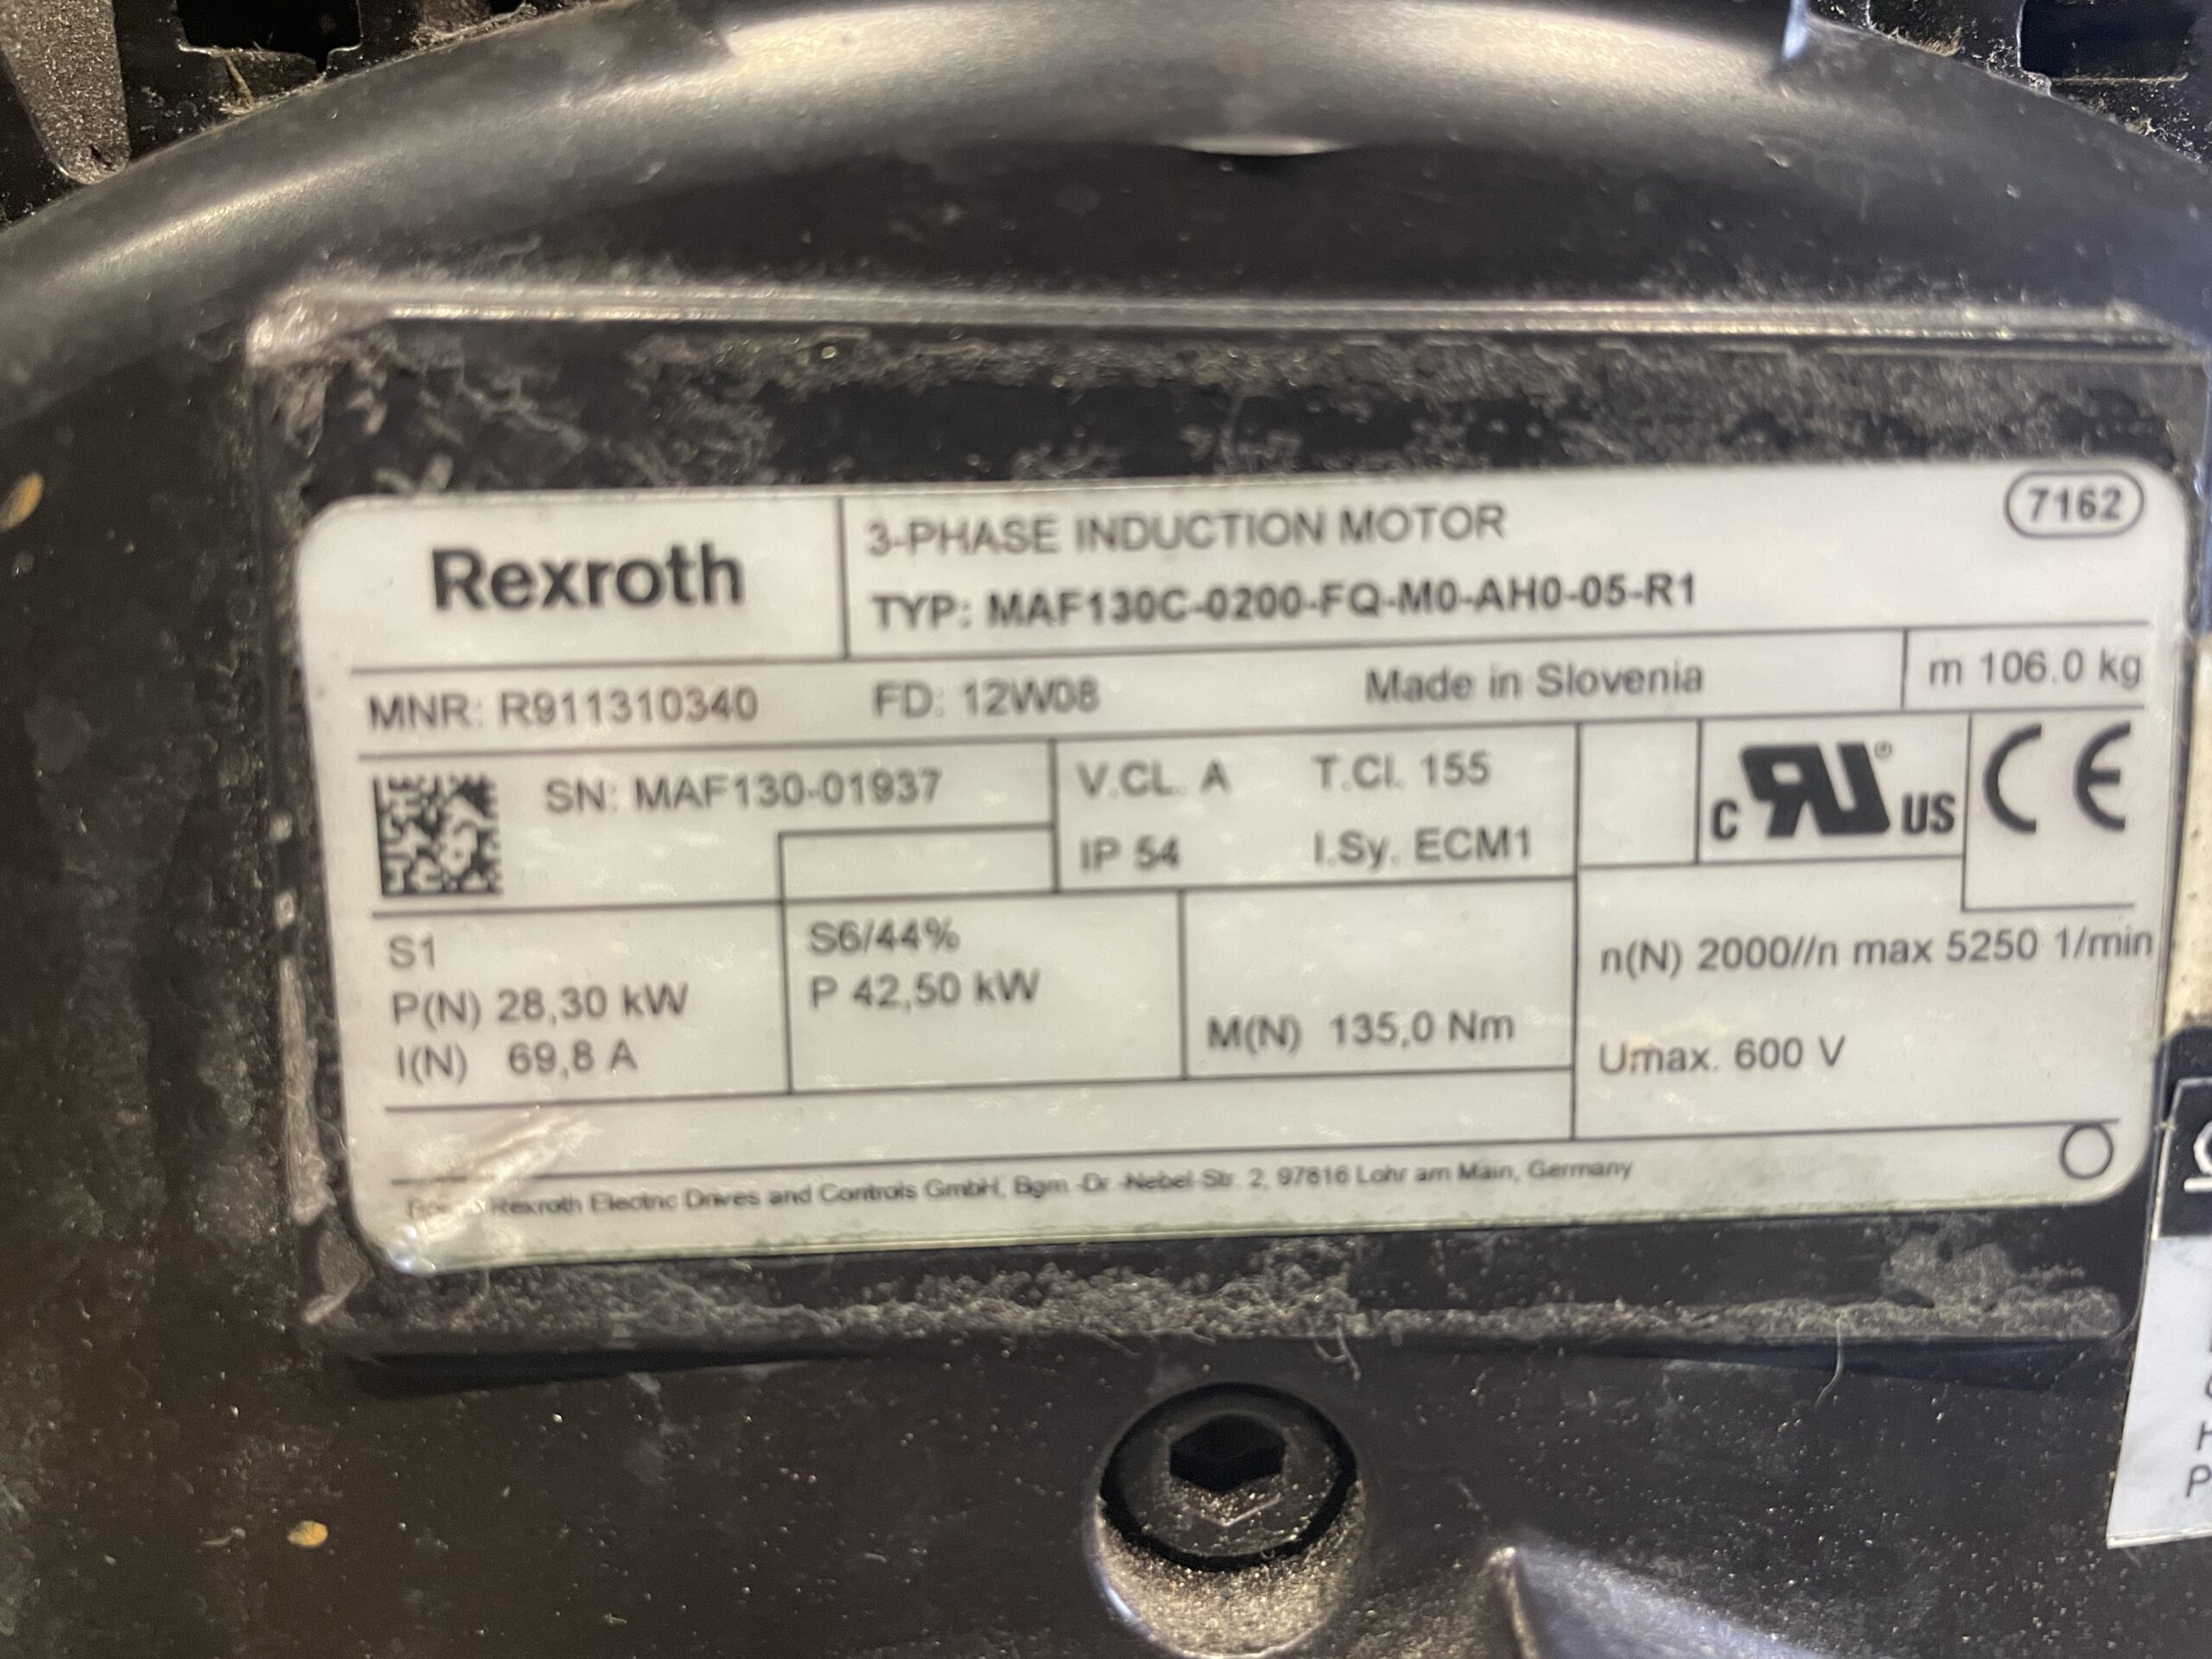 Rexroth
3-PHASE INDUCTION MOTOR
7162
TYP: MAF130C-0200-FQ-M0-AH0-05-R1
MNR: R911310340 FD: 12W08 Made in Slovenia m 106.0 kg
SN: MAF130-01937
V.CL. A T.Cl. 155
IP 54 I.Sy. ECM1
c RU ® US
CE
S1
P(N) 28,30 kW
I(N) 69,8 A
S6/44%
P 42,50 kW
M(N) 135,0 Nm
n(N) 2000//n max 5250 1/min
Umax. 600 V
Rexroth Electric Drives and Controls GmbH, Bgm.-Dr.-Nebel-Str. 2, 97816 Lohr am Main, Germany
H
P